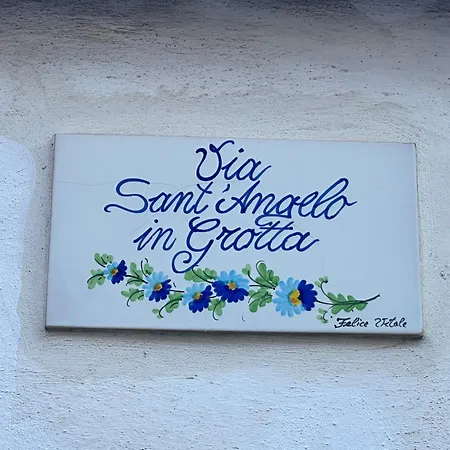 Via
Sant'Angelo
in Grotta
Felice Vitale